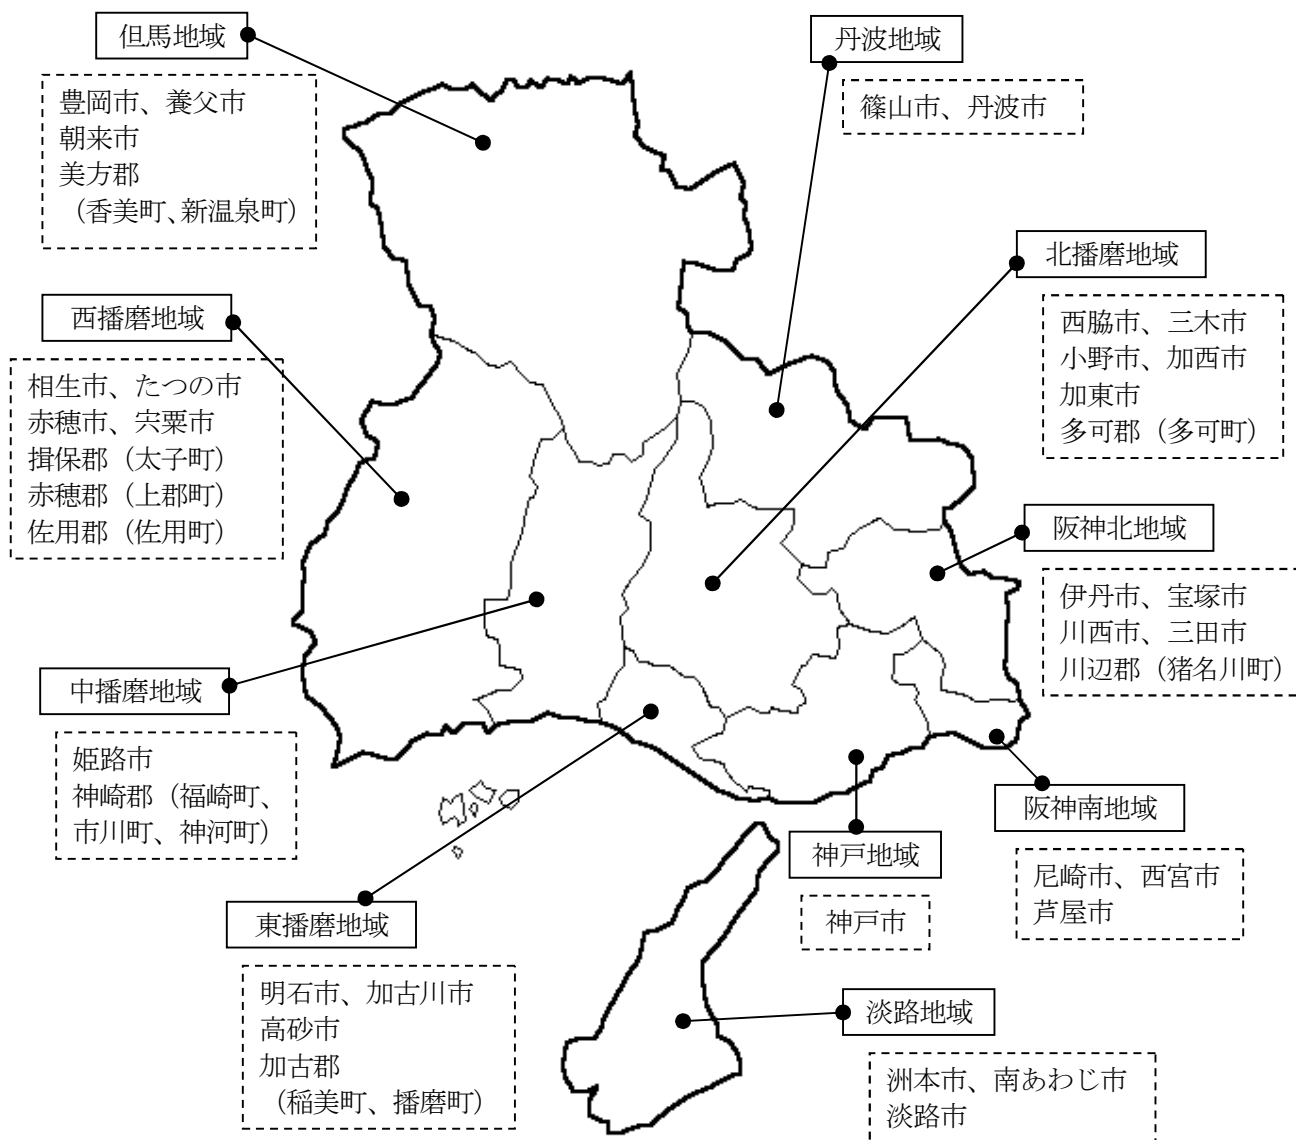 但馬地域
豊岡市、養父市
朝来市
美方郡
（香美町、新温泉町）
丹波地域
篠山市、丹波市
北播磨地域
西脇市、三木市
小野市、加西市
加東市
多可郡（多可町）
西播磨地域
相生市、たつの市
赤穂市、宍粟市
揖保郡（太子町）
赤穂郡（上郡町）
佐用郡（佐用町）
阪神北地域
伊丹市、宝塚市
川西市、三田市
川辺郡（猪名川町）
中播磨地域
姫路市
神崎郡（福崎町、
市川町、神河町）
阪神南地域
尼崎市、西宮市
芦屋市
神戸地域
神戸市
東播磨地域
明石市、加古川市
高砂市
加古郡
（稲美町、播磨町）
淡路地域
洲本市、南あわじ市
淡路市